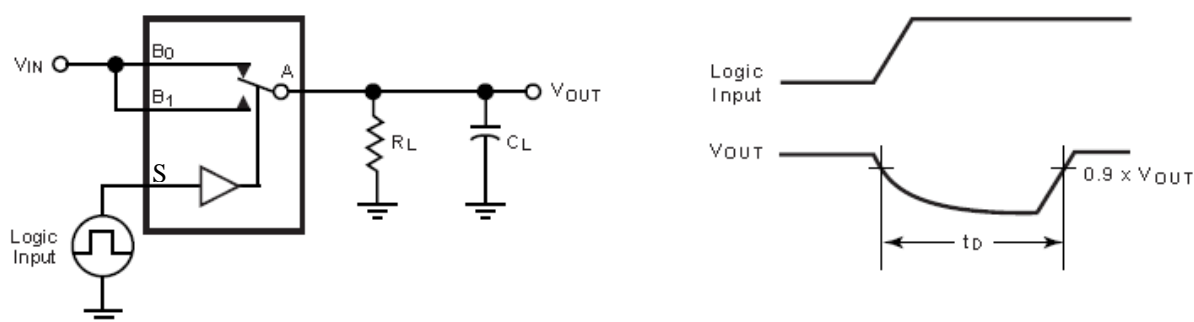 VIN
B0
B1
A
VOUT
RL
CL
S
Logic
Input
Logic
Input
VOUT
0.9 x VOUT
tD